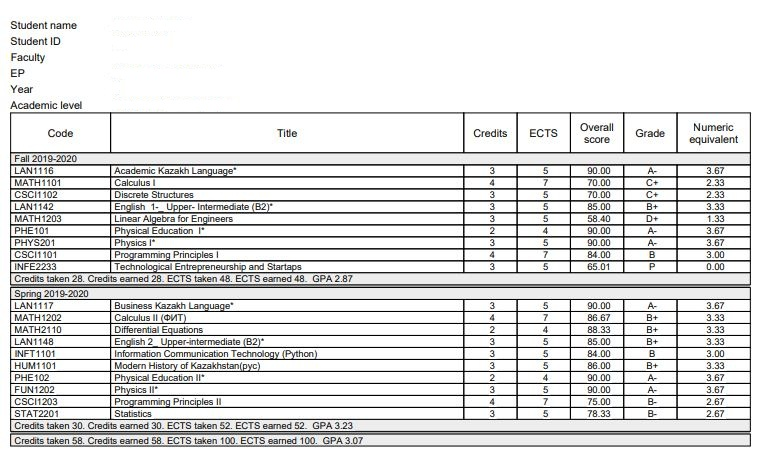 Student name
Student ID
Faculty
EP
Year
Academic level
Code Title Credits ECTS Overall score Grade Numeric equivalent
Fall 2019-2020
LAN1116 Academic Kazakh Language* 3 5 90.00 A- 3.67
MATH1101 Calculus I 4 7 70.00 C+ 2.33
CSCI1102 Discrete Structures 3 5 70.00 C+ 2.33
LAN1142 English 1-_ Upper- Intermediate (B2)* 3 5 85.00 B+ 3.33
MATH1203 Linear Algebra for Engineers 3 5 58.40 D+ 1.33
PHE101 Physical Education I* 2 4 90.00 A- 3.67
PHYS201 Physics I* 3 5 90.00 A- 3.67
CSCI1101 Programming Principles I 4 7 84.00 B 3.00
INFE2233 Technological Entrepreneurship and Startaps 3 5 65.01 P 0.00
Credits taken 28. Credits earned 28. ECTS taken 48. ECTS earned 48. GPA 2.87
Spring 2019-2020
LAN1117 Business Kazakh Language* 3 5 90.00 A- 3.67
MATH1202 Calculus II (ФИТ) 4 7 86.67 B+ 3.33
MATH2110 Differential Equations 2 4 88.33 B+ 3.33
LAN1148 English 2_ Upper-intermediate (B2)* 3 5 85.00 B+ 3.33
INFT1101 Information Communication Technology (Python) 3 5 84.00 B 3.00
HUM1101 Modern History of Kazakhstan(рус) 3 5 86.00 B+ 3.33
PHE102 Physical Education II* 2 4 90.00 A- 3.67
FUN1202 Physics II* 3 5 90.00 A- 3.67
CSCI1203 Programming Principles II 4 7 75.00 B- 2.67
STAT2201 Statistics 3 5 78.33 B- 2.67
Credits taken 30. Credits earned 30. ECTS taken 52. ECTS earned 52. GPA 3.23
Credits taken 58. Credits earned 58. ECTS taken 100. ECTS earned 100. GPA 3.07